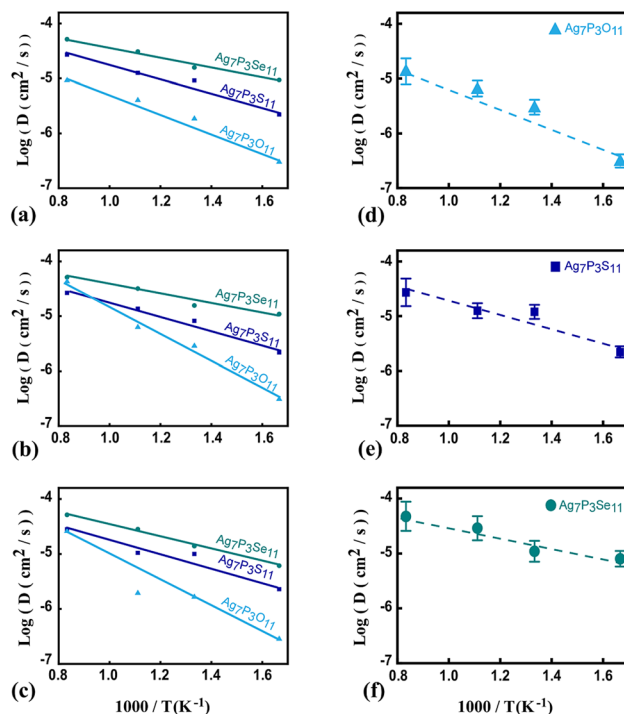 -4
-5
-6
-7
Log ( D ( cm² / s ) )
Ag₇P₃Se₁₁
Ag₇P₃S₁₁
Ag₇P₃O₁₁
0.8 1.0 1.2 1.4 1.6
(a)
-4
-5
-6
-7
Log ( D ( cm² / s ) )
Ag₇P₃O₁₁
0.8 1.0 1.2 1.4 1.6
(d)
-4
-5
-6
-7
Log ( D ( cm² / s ) )
Ag₇P₃Se₁₁
Ag₇P₃S₁₁
Ag₇P₃O₁₁
0.8 1.0 1.2 1.4 1.6
(b)
-4
-5
-6
-7
Log ( D ( cm² / s ) )
Ag₇P₃S₁₁
0.8 1.0 1.2 1.4 1.6
(e)
-4
-5
-6
-7
Log ( D ( cm² / s ) )
Ag₇P₃Se₁₁
Ag₇P₃S₁₁
Ag₇P₃O₁₁
0.8 1.0 1.2 1.4 1.6
(c)
1000 / T(K⁻¹)
-4
-5
-6
-7
Log ( D ( cm² / s ) )
Ag₇P₃Se₁₁
0.8 1.0 1.2 1.4 1.6
(f)
1000 / T(K⁻¹)